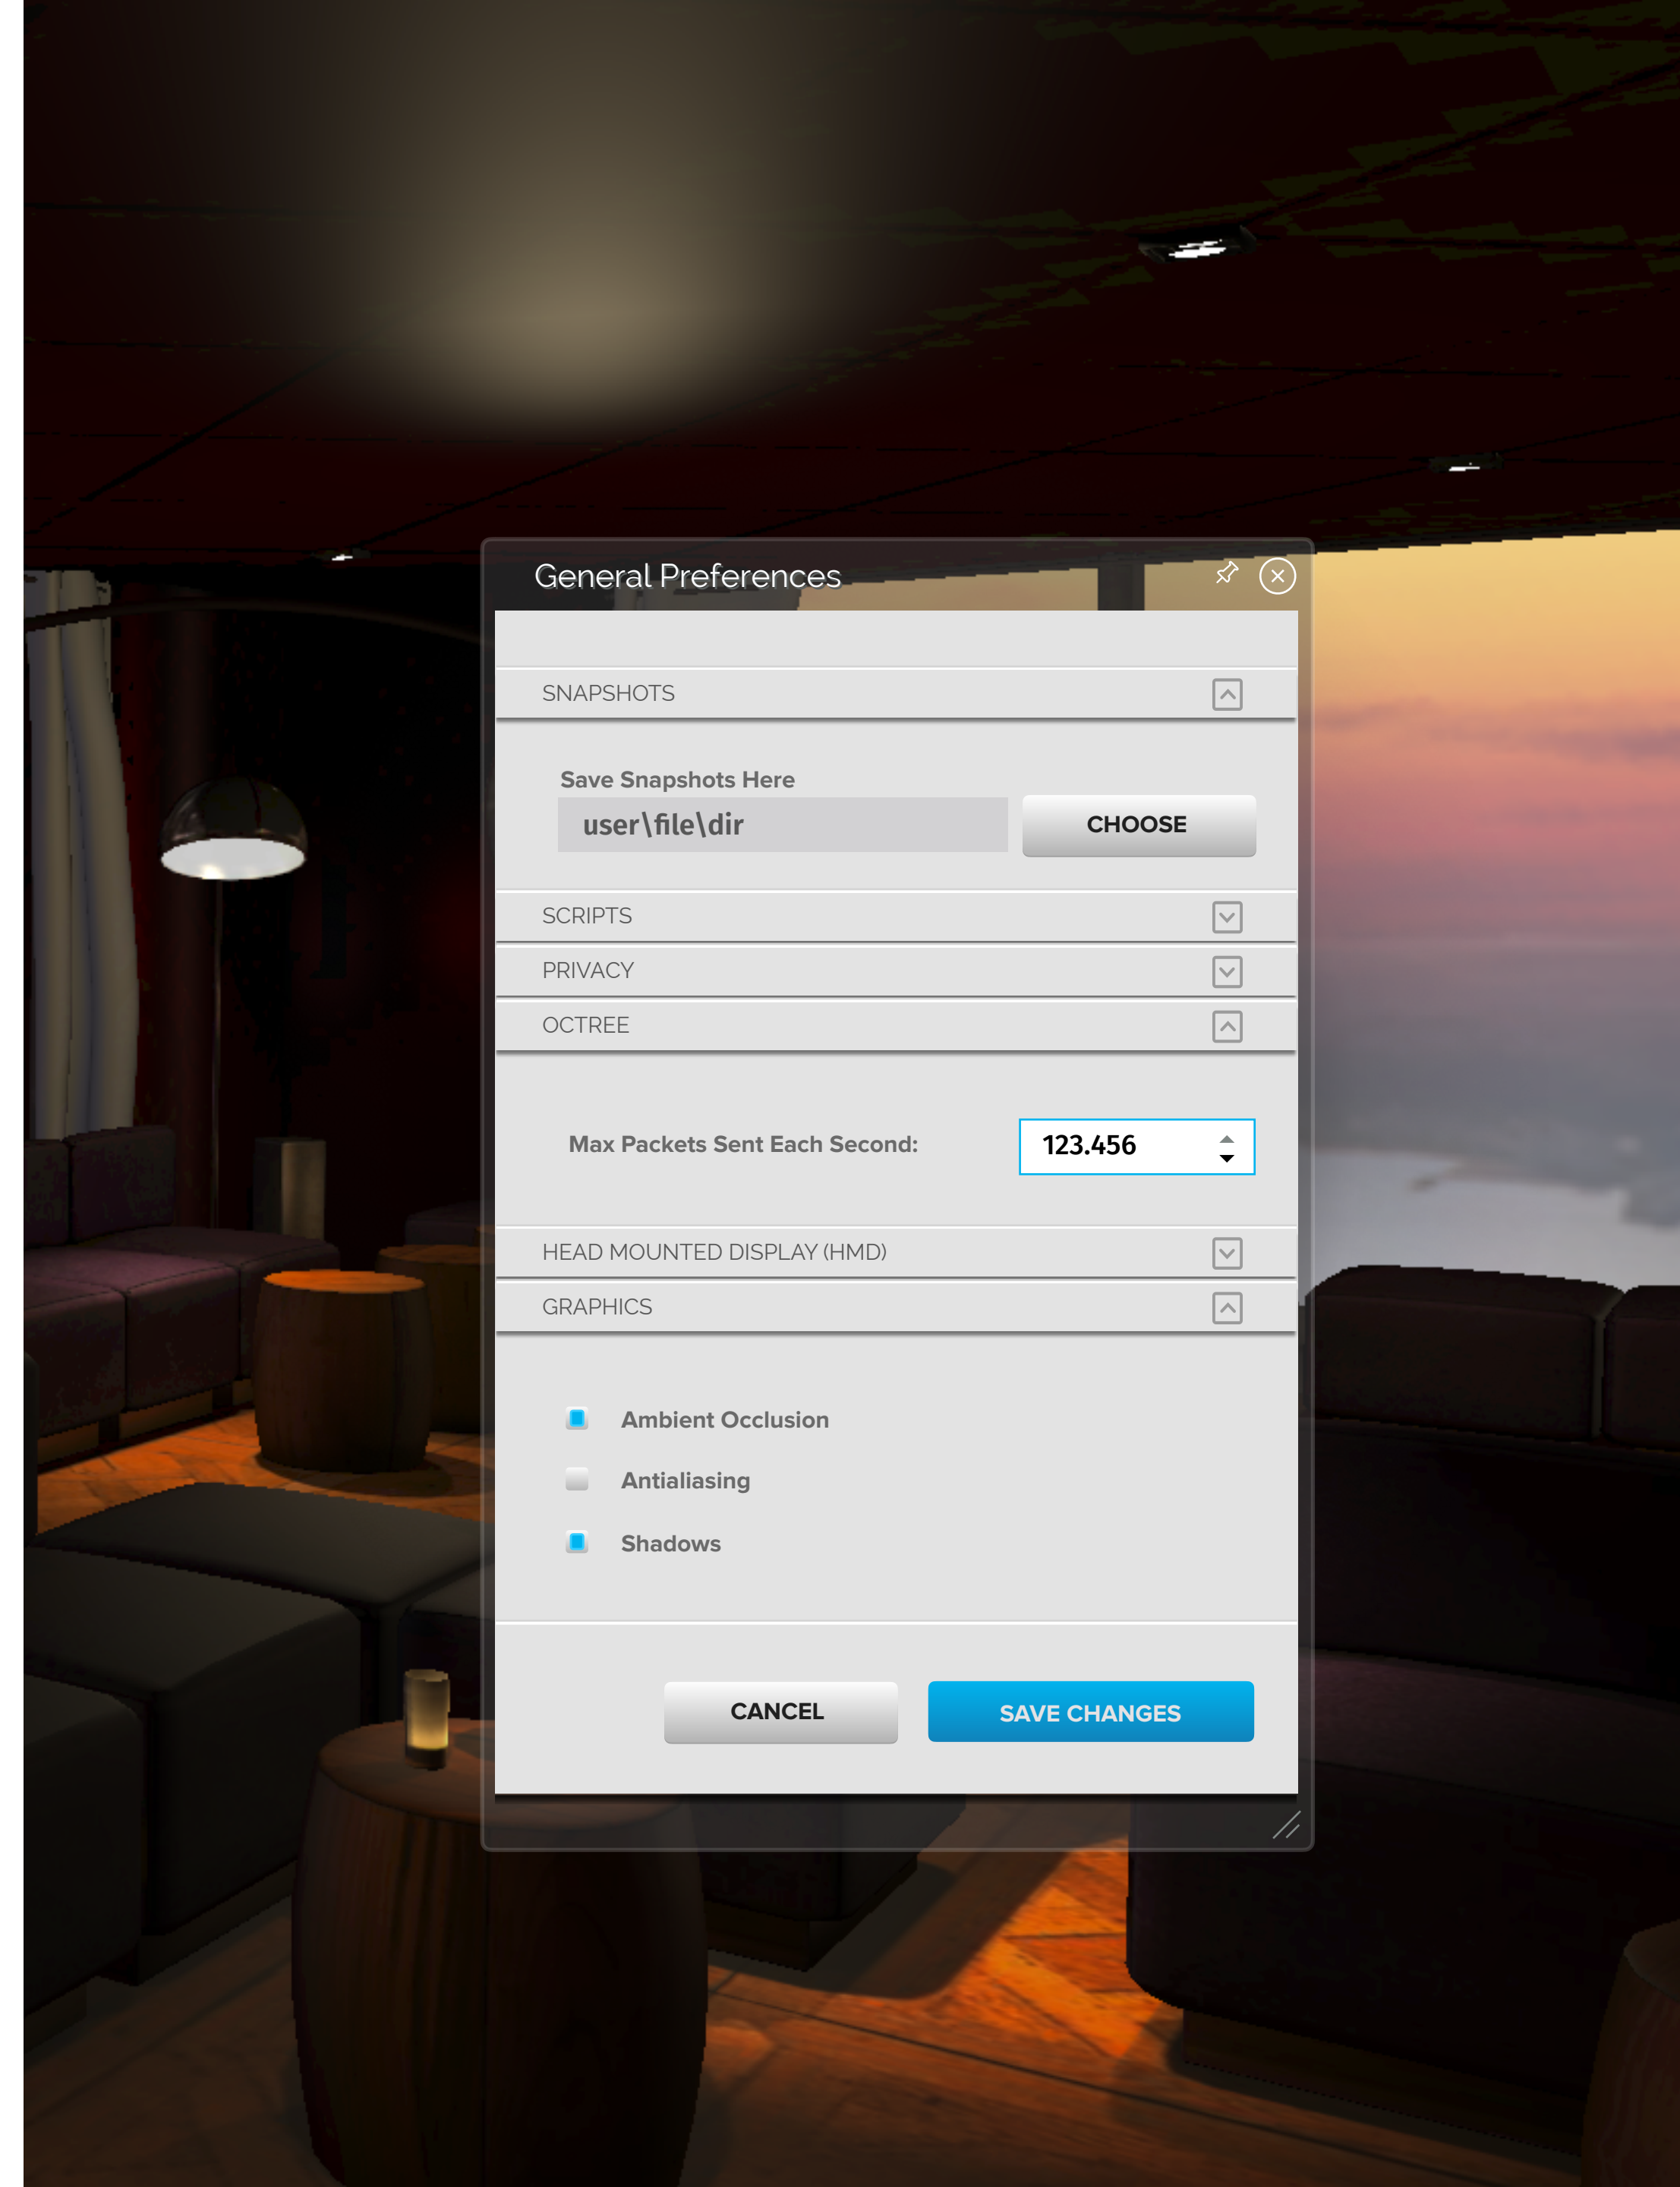 General Preferences
SNAPSHOTS
Save Snapshots Here
user\file\dir
CHOOSE
SCRIPTS
PRIVACY
OCTREE
Max Packets Sent Each Second:
123.456
HEAD MOUNTED DISPLAY (HMD)
GRAPHICS
Ambient Occlusion
Antialiasing
Shadows
CANCEL
SAVE CHANGES